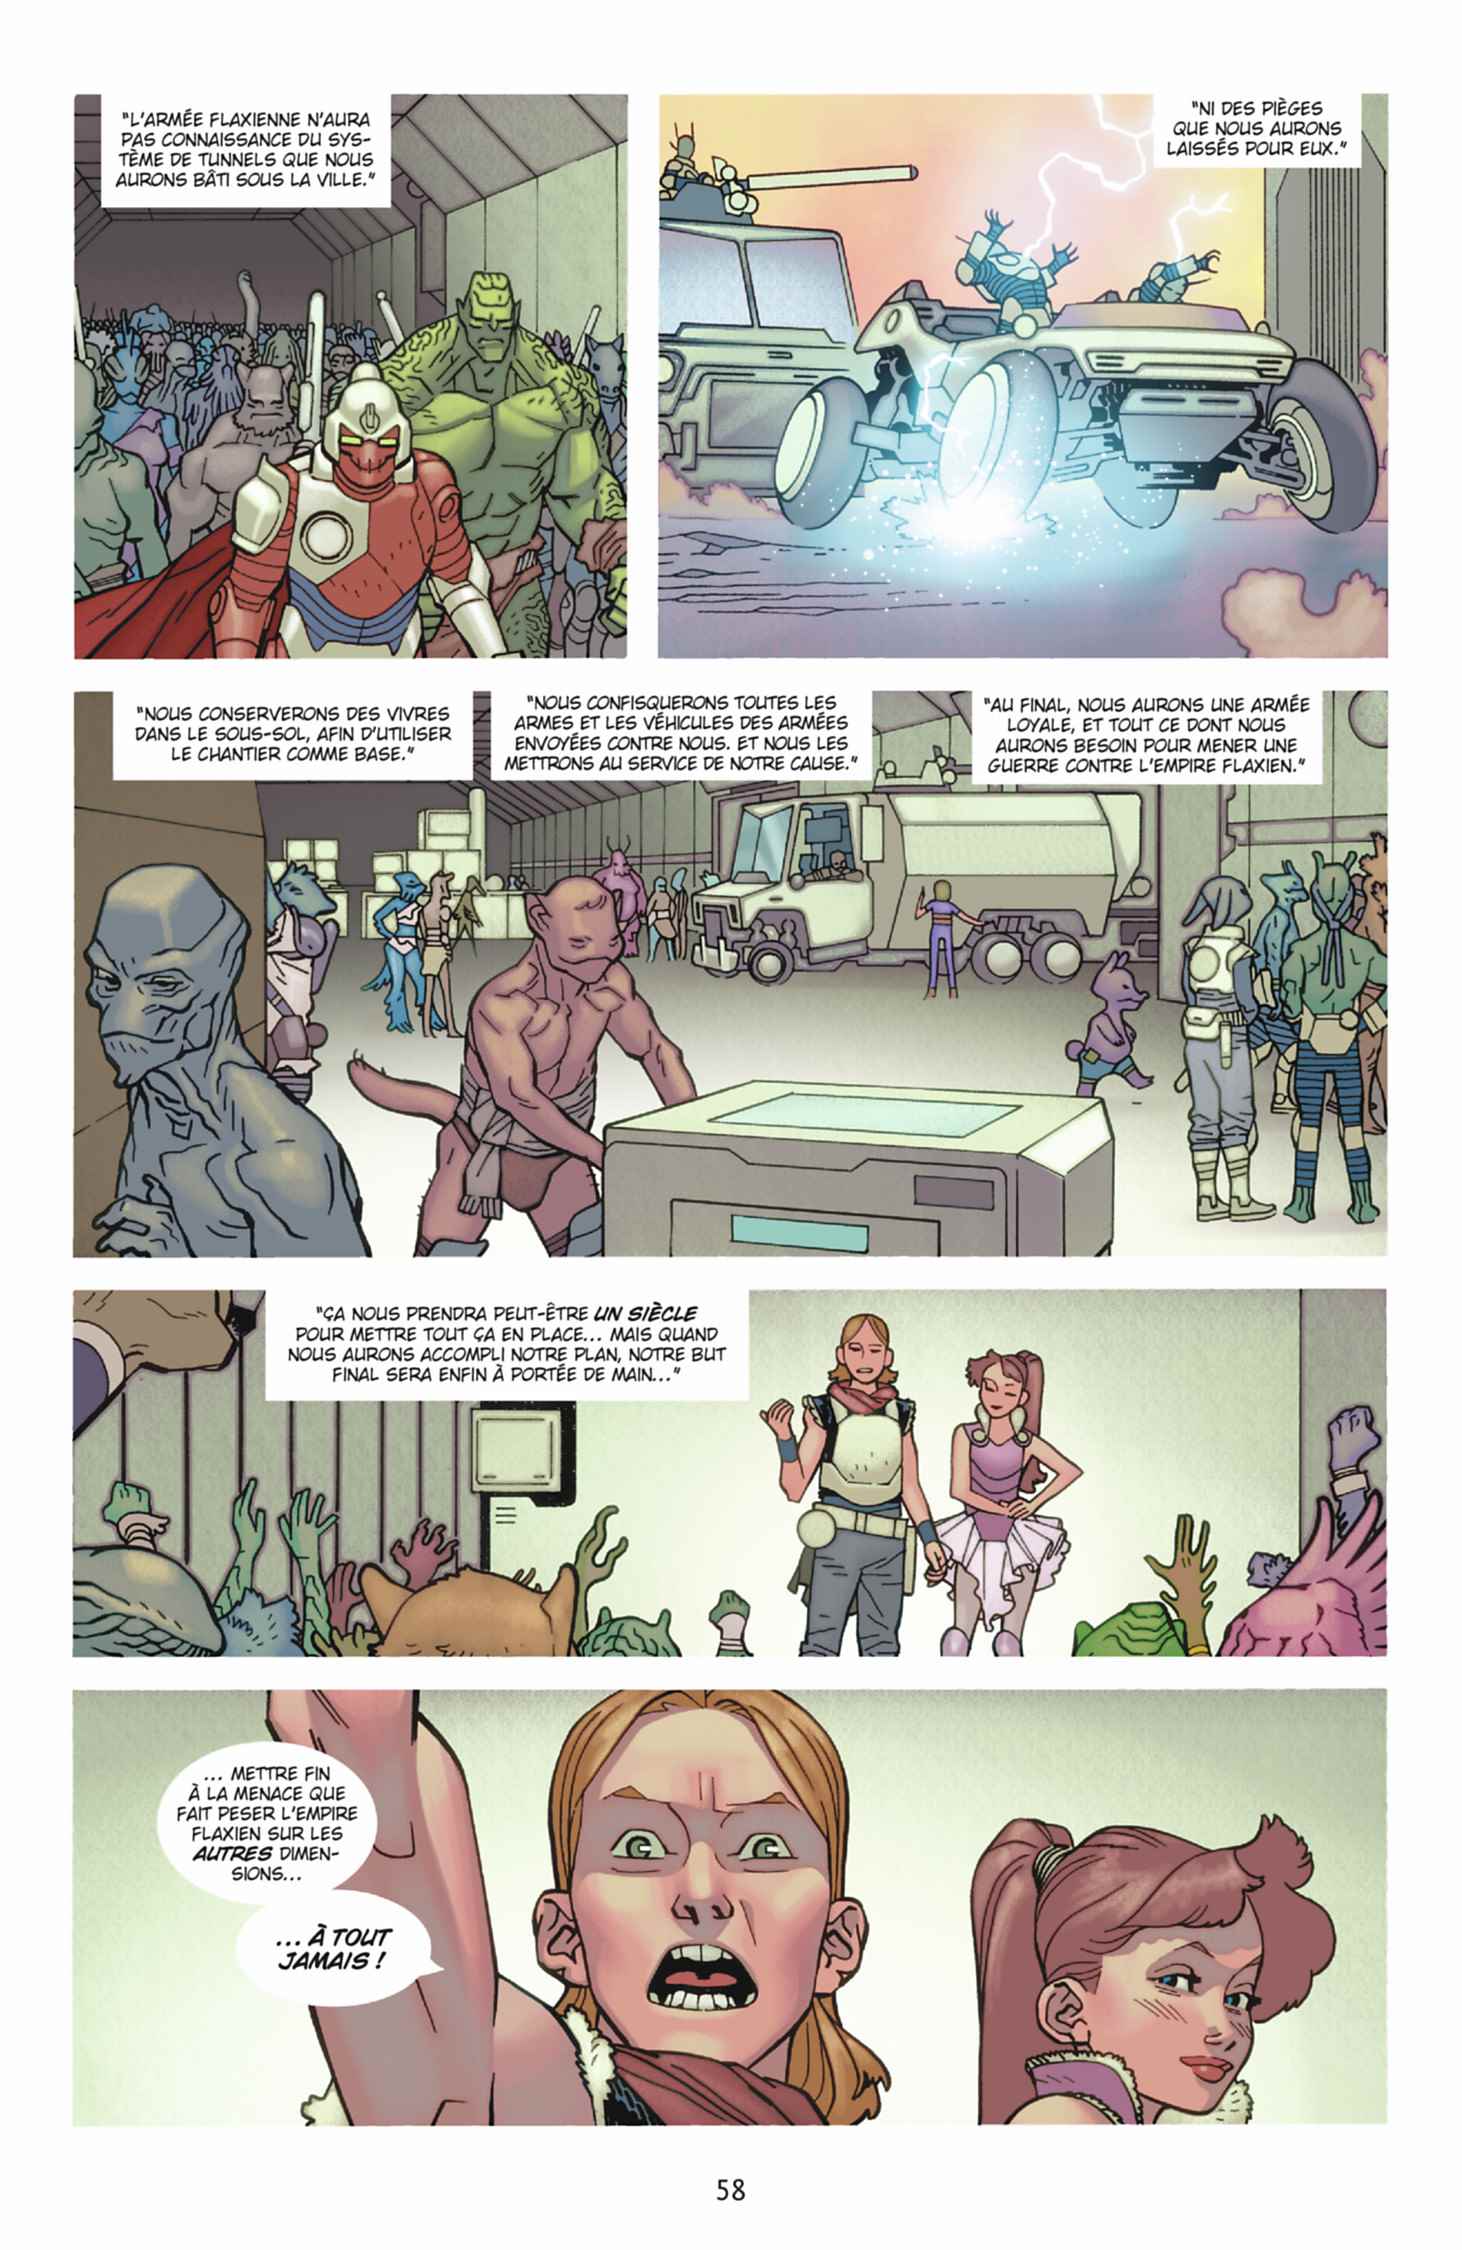 "L'ARMÉE FLAXIENNE N'AURA
PAS CONNAISSANCE DU SYS-
TÈME DE TUNNELS QUE NOUS
AURONS BÂTI SOUS LA VILLE."
"NI DES PIÈGES
QUE NOUS AURONS
LAISSÉS POUR EUX."
"NOUS CONSERVERONS DES VIVRES
DANS LE SOUS-SOL, AFIN D'UTILISER
LE CHANTIER COMME BASE."
"NOUS CONFISQUERONS TOUTES LES
ARMES ET LES VÉHICULES DES ARMÉES
ENVOYÉES CONTRE NOUS. ET NOUS LES
METTRONS AU SERVICE DE NOTRE CAUSE."
"AU FINAL, NOUS AURONS UNE ARMÉE
LOYALE, ET TOUT CE DONT NOUS
AURONS BESOIN POUR MENER UNE
GUERRE CONTRE L'EMPIRE FLAXIEN."
"ÇA NOUS PRENDRA PEUT-ÊTRE UN SIÈCLE
POUR METTRE TOUT ÇA EN PLACE... MAIS QUAND
NOUS AURONS ACCOMPLI NOTRE PLAN, NOTRE BUT
FINAL SERA ENFIN À PORTÉE DE MAIN..."
... METTRE FIN
À LA MENACE QUE
FAIT PESER L'EMPIRE
FLAXIEN SUR LES
AUTRES DIMEN-
SIONS...
... À TOUT
JAMAIS !
58